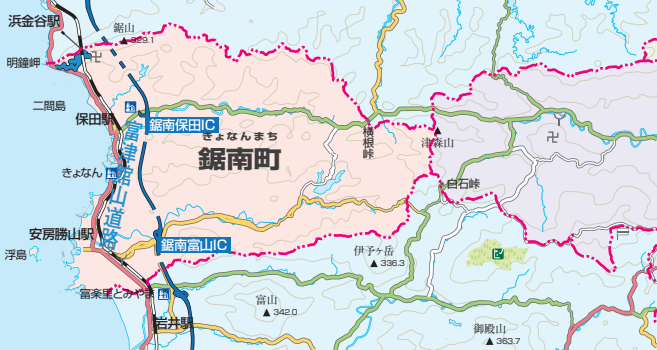 浜金谷駅
鋸山
▲329.1
明鐘岬
二間島
保田駅
鋸南保田IC
きょなんまち
鋸南町
横根峠
津森山
きょなん
富津館山道路
白石峠
安房勝山駅
鋸南富山IC
浮島
伊予ヶ岳
▲336.3
富楽里とみやま
富山
▲342.0
岩井駅
御殿山
▲363.7